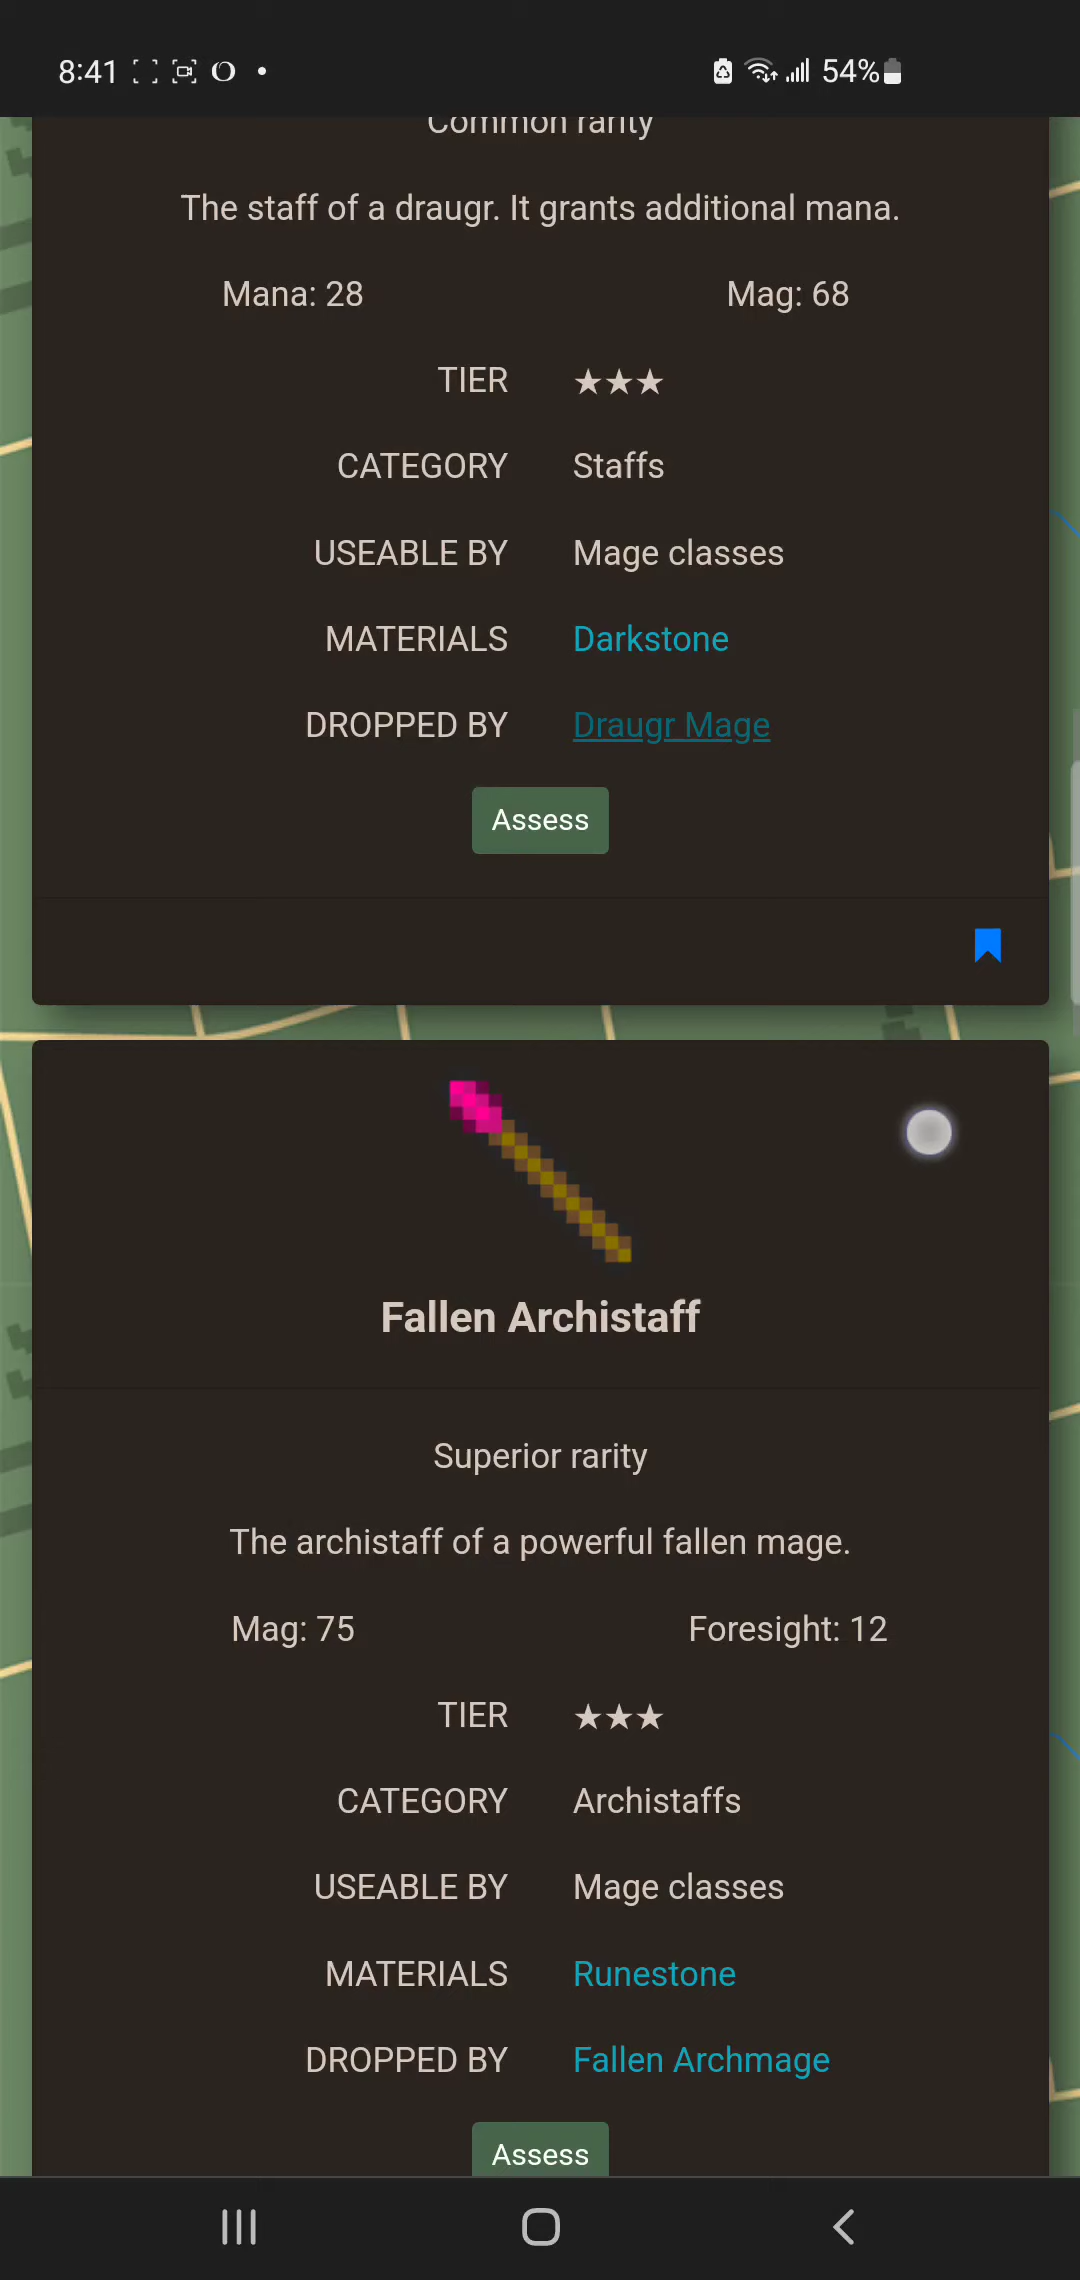 8:41
54%
Common rarity
The staff of a draugr. It grants additional mana.
Mana: 28 Mag: 68
TIER ★★★
CATEGORY Staffs
USEABLE BY Mage classes
MATERIALS Darkstone
DROPPED BY Draugr Mage
Assess
Fallen Archistaff
Superior rarity
The archistaff of a powerful fallen mage.
Mag: 75 Foresight: 12
TIER ★★★
CATEGORY Archistaffs
USEABLE BY Mage classes
MATERIALS Runestone
DROPPED BY Fallen Archmage
Assess